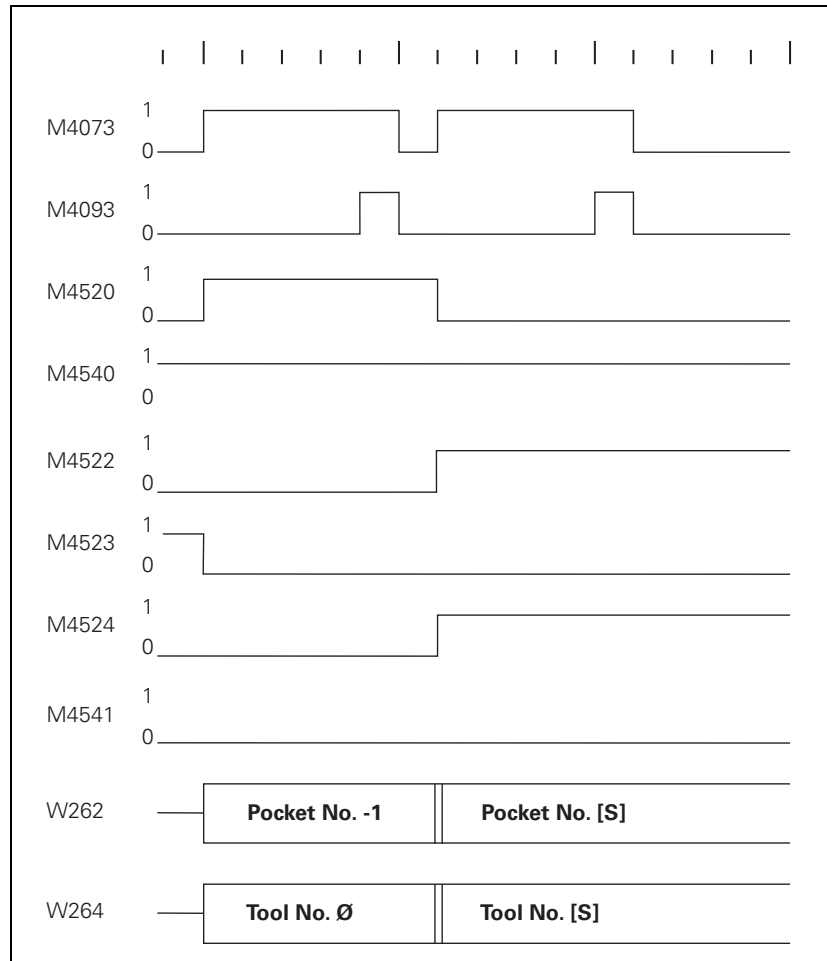 M4073
1
0
M4093
1
0
M4520
1
0
M4540
1
0
M4522
1
0
M4523
1
0
M4524
1
0
M4541
1
0
W262
Pocket No. -1
Pocket No. [S]
W264
Tool No. Ø
Tool No. [S]